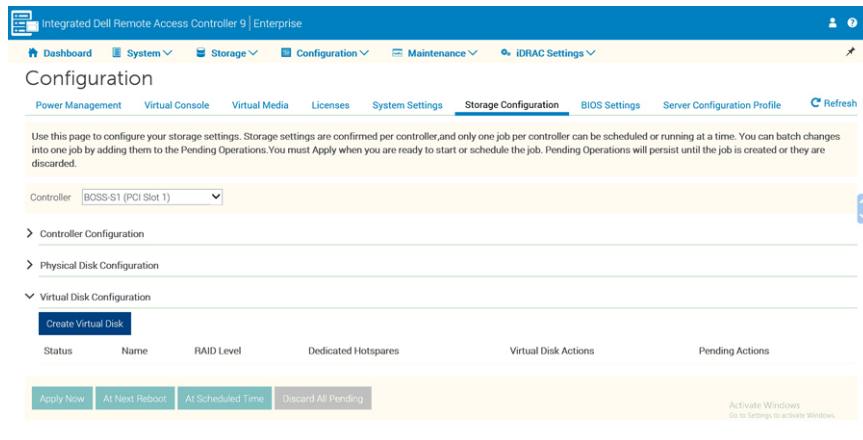 Integrated Dell Remote Access Controller 9 | Enterprise
Dashboard System Storage Configuration Maintenance iDRAC Settings
Configuration
Power Management Virtual Console Virtual Media Licenses System Settings Storage Configuration BIOS Settings Server Configuration Profile Refresh
Use this page to configure your storage settings. Storage settings are confirmed per controller,and only one job per controller can be scheduled or running at a time. You can batch changes
into one job by adding them to the Pending Operations.You must Apply when you are ready to start or schedule the job. Pending Operations will persist until the job is created or they are
discarded.
Controller BOSS-S1 (PCI Slot 1)
Controller Configuration
Physical Disk Configuration
Virtual Disk Configuration
Create Virtual Disk
Status Name RAID Level Dedicated Hotspares Virtual Disk Actions Pending Actions
Apply Now At Next Reboot At Scheduled Time Discard All Pending
Activate Windows
Go to Settings to activate Windows.